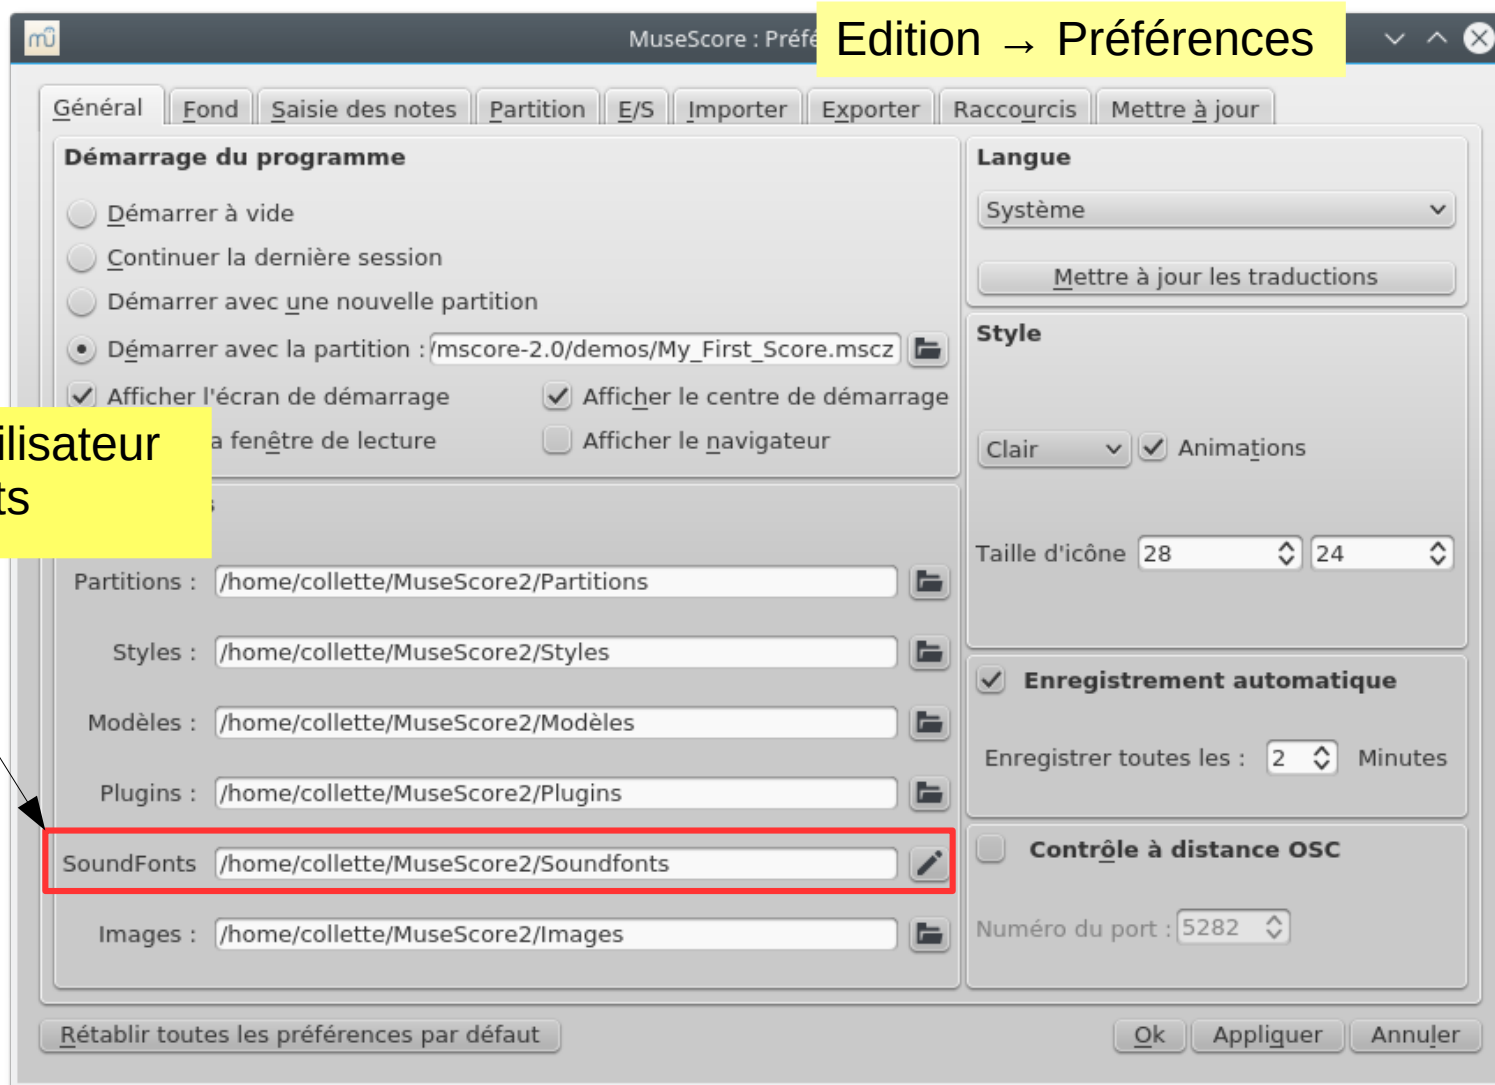 MuseScore : Préfé
Edition → Préférences
Général Fond Saisie des notes Partition E/S Importer Exporter Raccourcis Mettre à jour
Démarrage du programme
Démarrer à vide
Continuer la dernière session
Démarrer avec une nouvelle partition
Démarrer avec la partition : /mscore-2.0/demos/My_First_Score.mscz
Afficher l'écran de démarrage Afficher le centre de démarrage
a fenêtre de lecture Afficher le navigateur
ilisateur
ts
s
Partitions : /home/collette/MuseScore2/Partitions
Styles : /home/collette/MuseScore2/Styles
Modèles : /home/collette/MuseScore2/Modèles
Plugins : /home/collette/MuseScore2/Plugins
SoundFonts /home/collette/MuseScore2/Soundfonts
Images : /home/collette/MuseScore2/Images
Langue
Système
Mettre à jour les traductions
Style
Clair Animations
Taille d'icône 28 24
Enregistrement automatique
Enregistrer toutes les : 2 Minutes
Contrôle à distance OSC
Numéro du port : 5282
Rétablir toutes les préférences par défaut Ok Appliquer Annuler